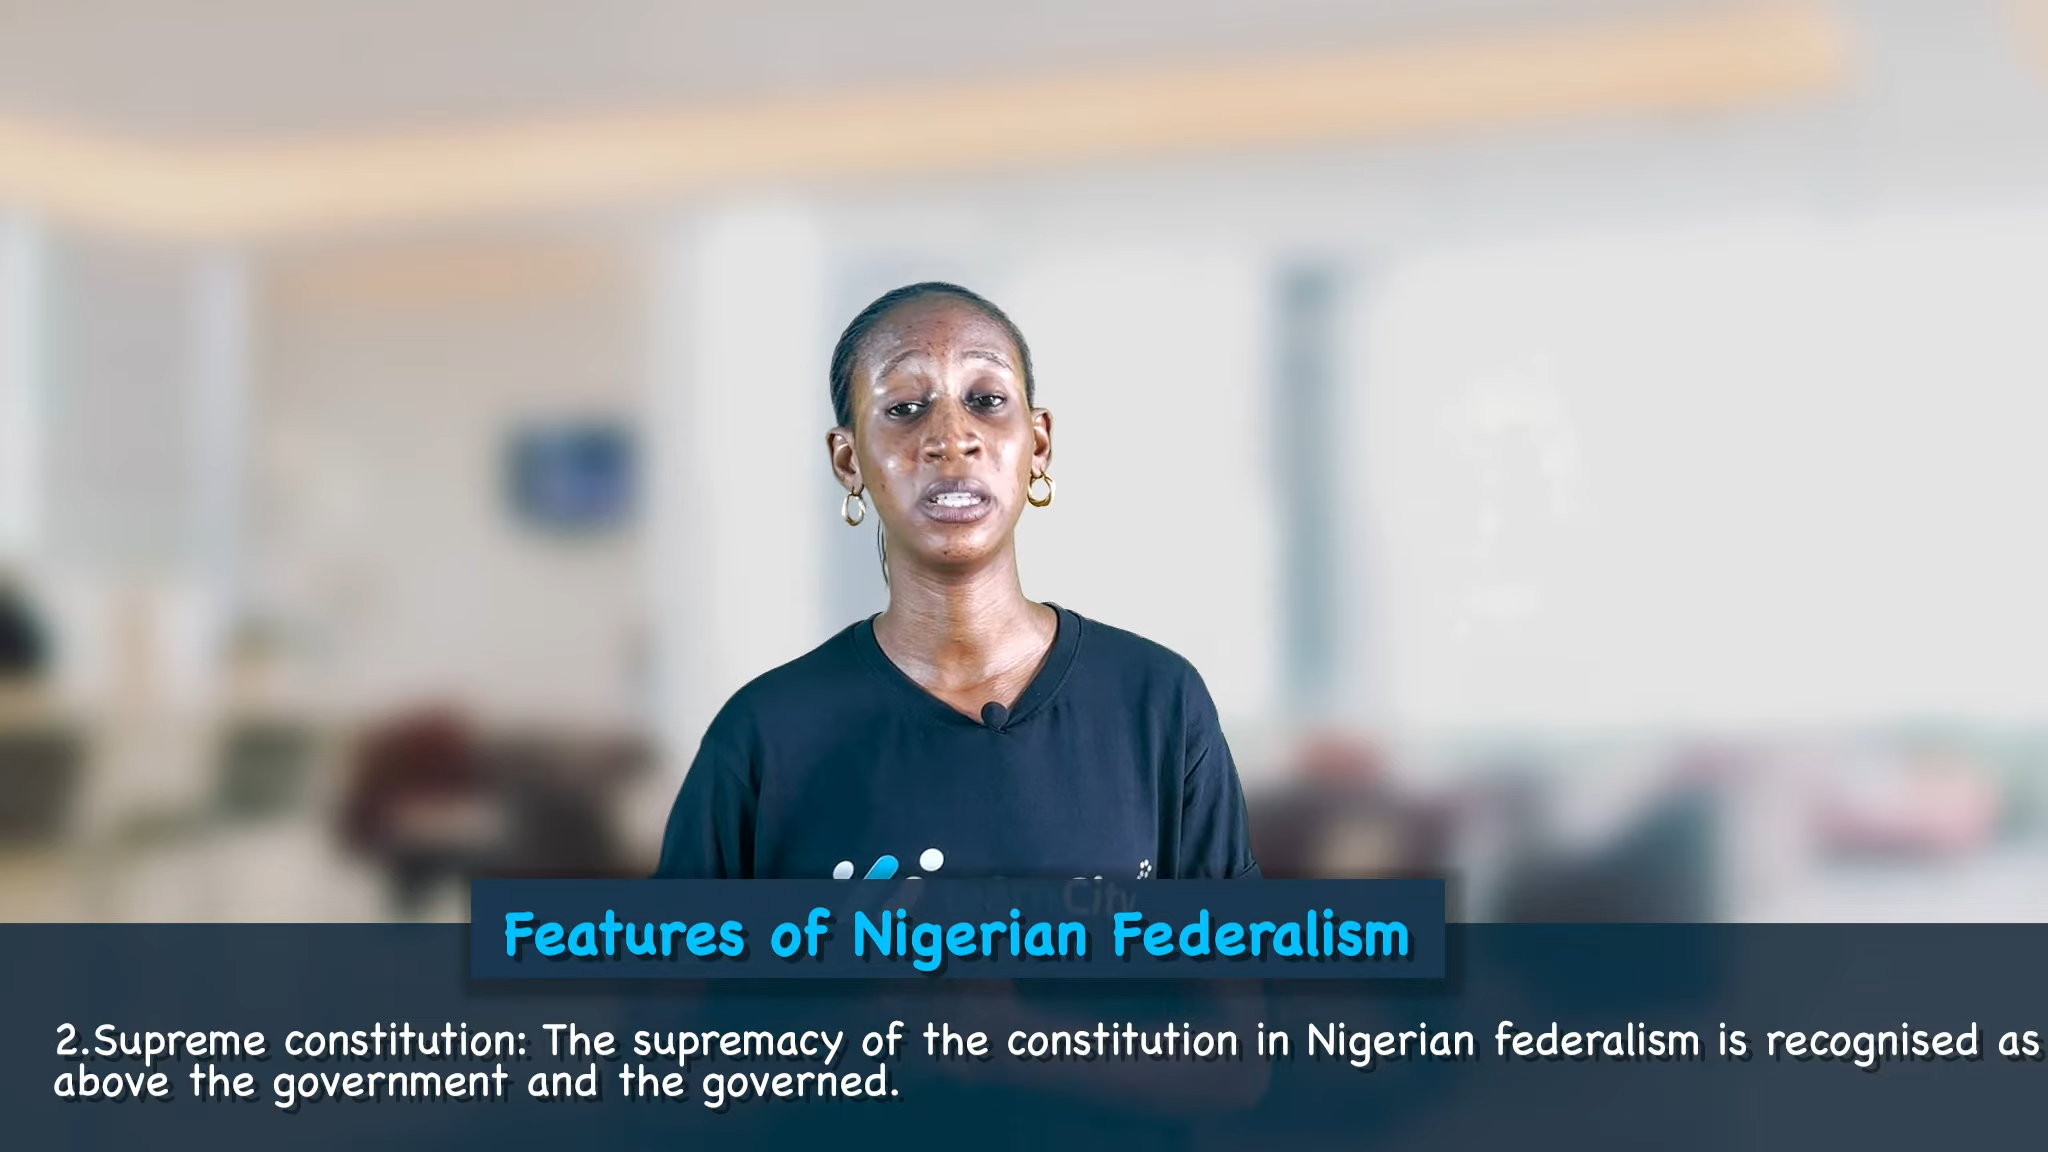 City
Features of Nigerian Federalism
2.Supreme constitution: The supremacy of the constitution in Nigerian federalism is recognised as
above the government and the governed.